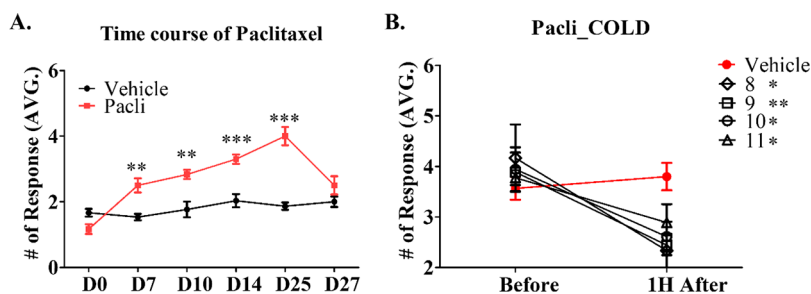 A.
Time course of Paclitaxel
# of Response (AVG.)
6
4
2
0
Vehicle
Pacli
**
**
***
***
D0 D7 D10 D14 D25 D27
B.
Pacli_COLD
# of Response (AVG.)
6
5
4
3
2
Vehicle
8 *
9 **
10 *
11 *
Before 1H After